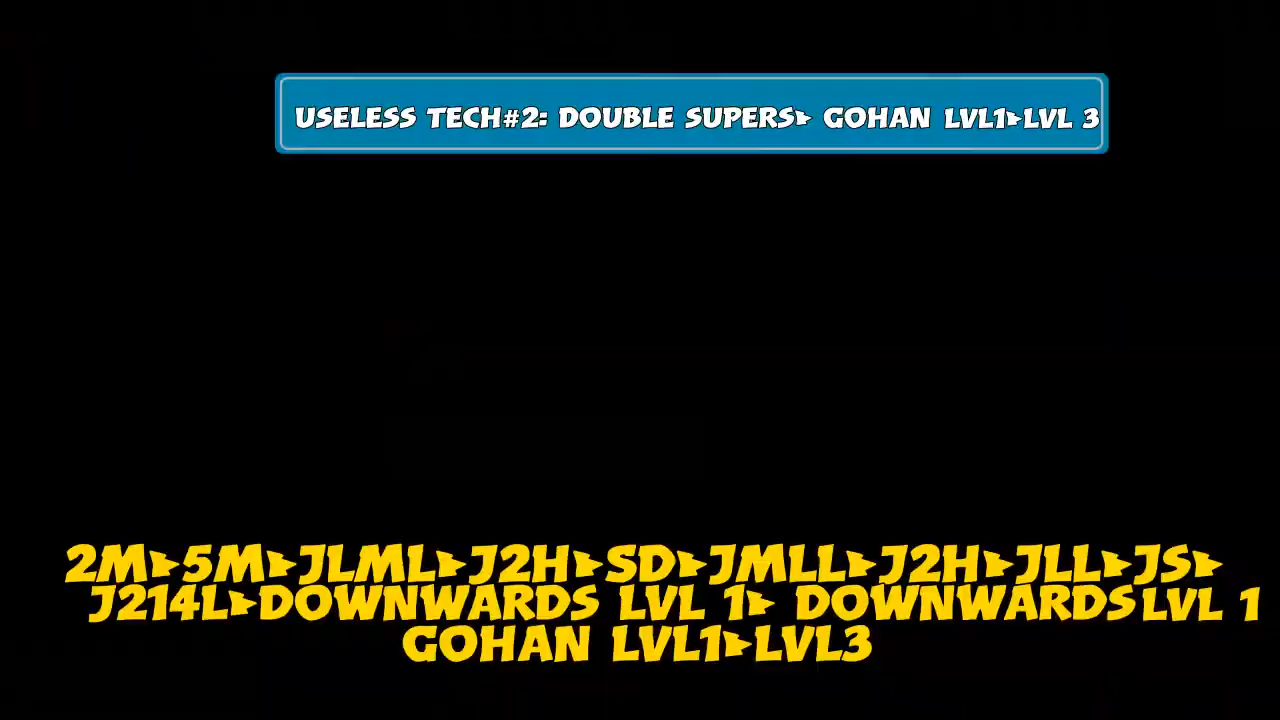 USELESS TECH#2: DOUBLE SUPERS▸ GOHAN LVL1▸LVL 3
2M▸5M▸JLML▸J2H▸SD▸JMLL▸J2H▸JLL▸JS▸
J214L▸DOWNWARDS LVL 1▸ DOWNWARDS LVL 1
GOHAN LVL1▸LVL3